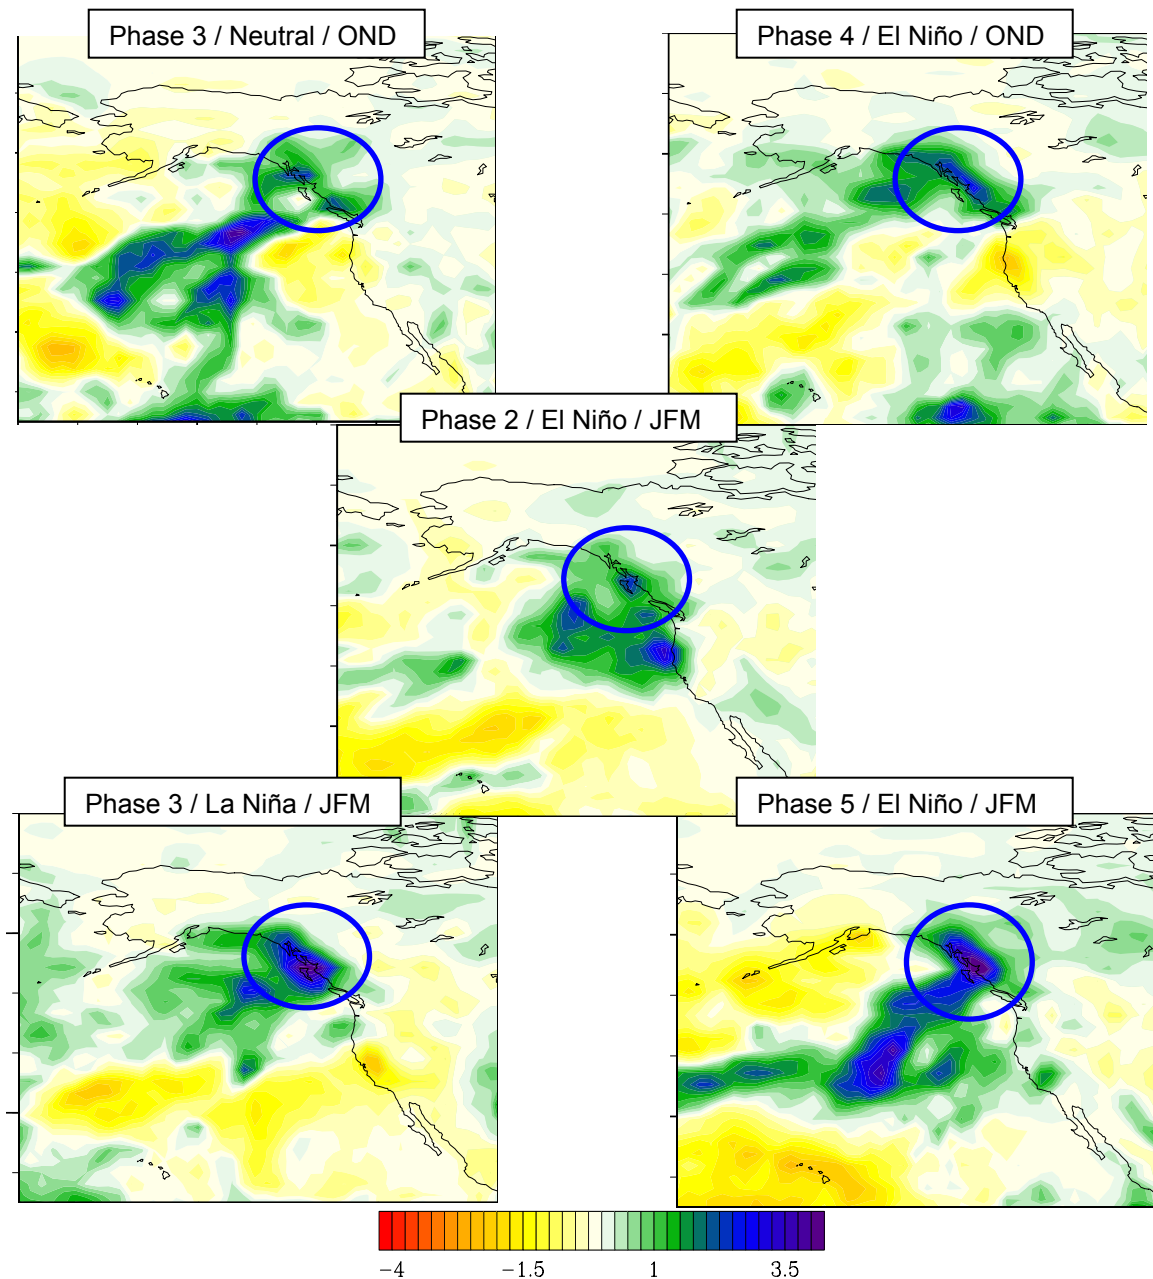 Phase 3 / Neutral / OND
Phase 4 / El Niño / OND
Phase 2 / El Niño / JFM
Phase 3 / La Niña / JFM
Phase 5 / El Niño / JFM
−4 −1.5 1 3.5